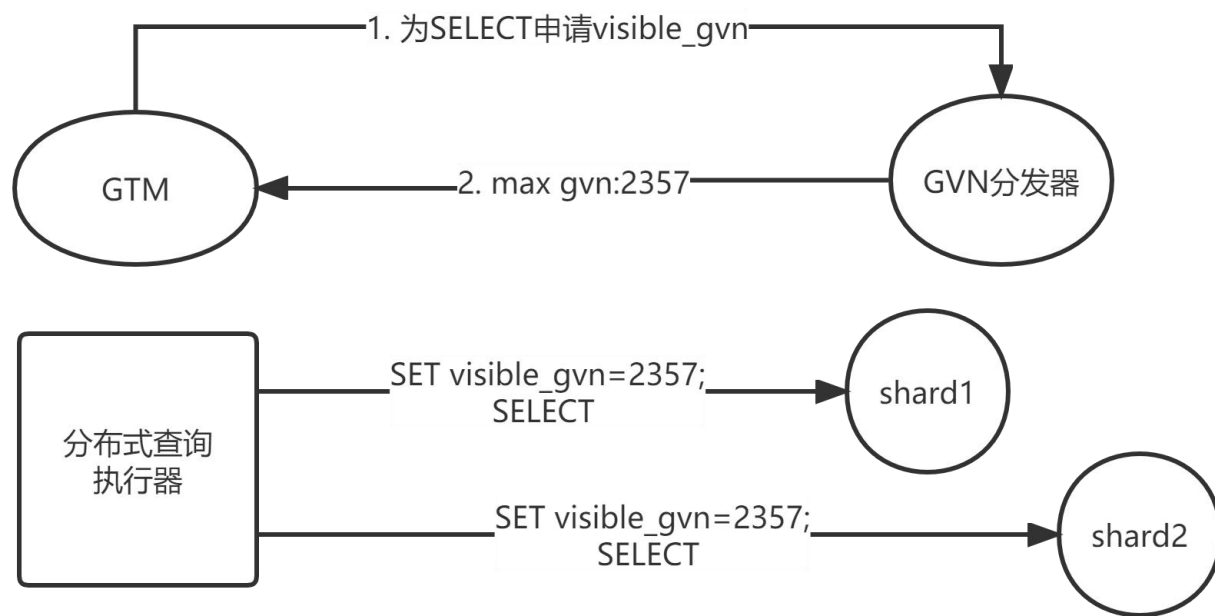 1. 为SELECT申请visible_gvn
GTM
2. max gvn:2357
GVN分发器
分布式查询
执行器
SET visible_gvn=2357;
SELECT
shard1
SET visible_gvn=2357;
SELECT
shard2